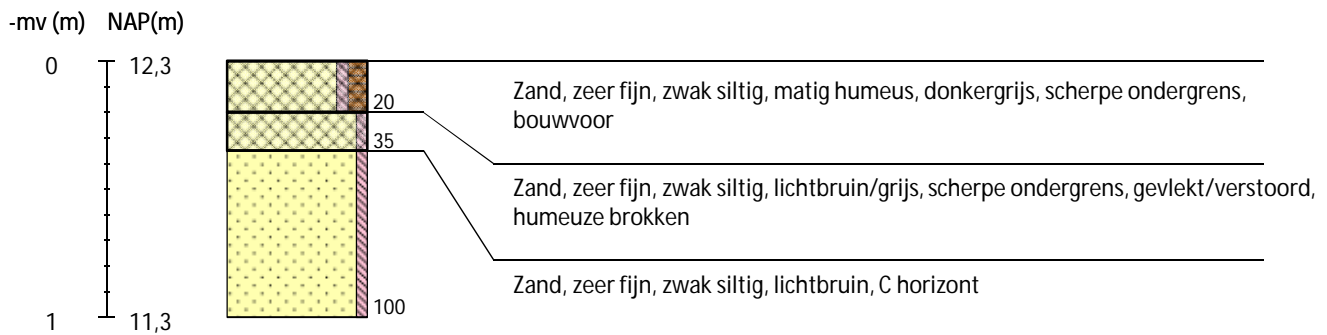 -mv (m) NAP(m)
0 12,3
Zand, zeer fijn, zwak siltig, matig humeus, donkergrijs, scherpe ondergrens,
bouwvoor
20
35
Zand, zeer fijn, zwak siltig, lichtbruin/grijs, scherpe ondergrens, gevlekt/verstoord,
humeuze brokken
Zand, zeer fijn, zwak siltig, lichtbruin, C horizont
100
1 11,3